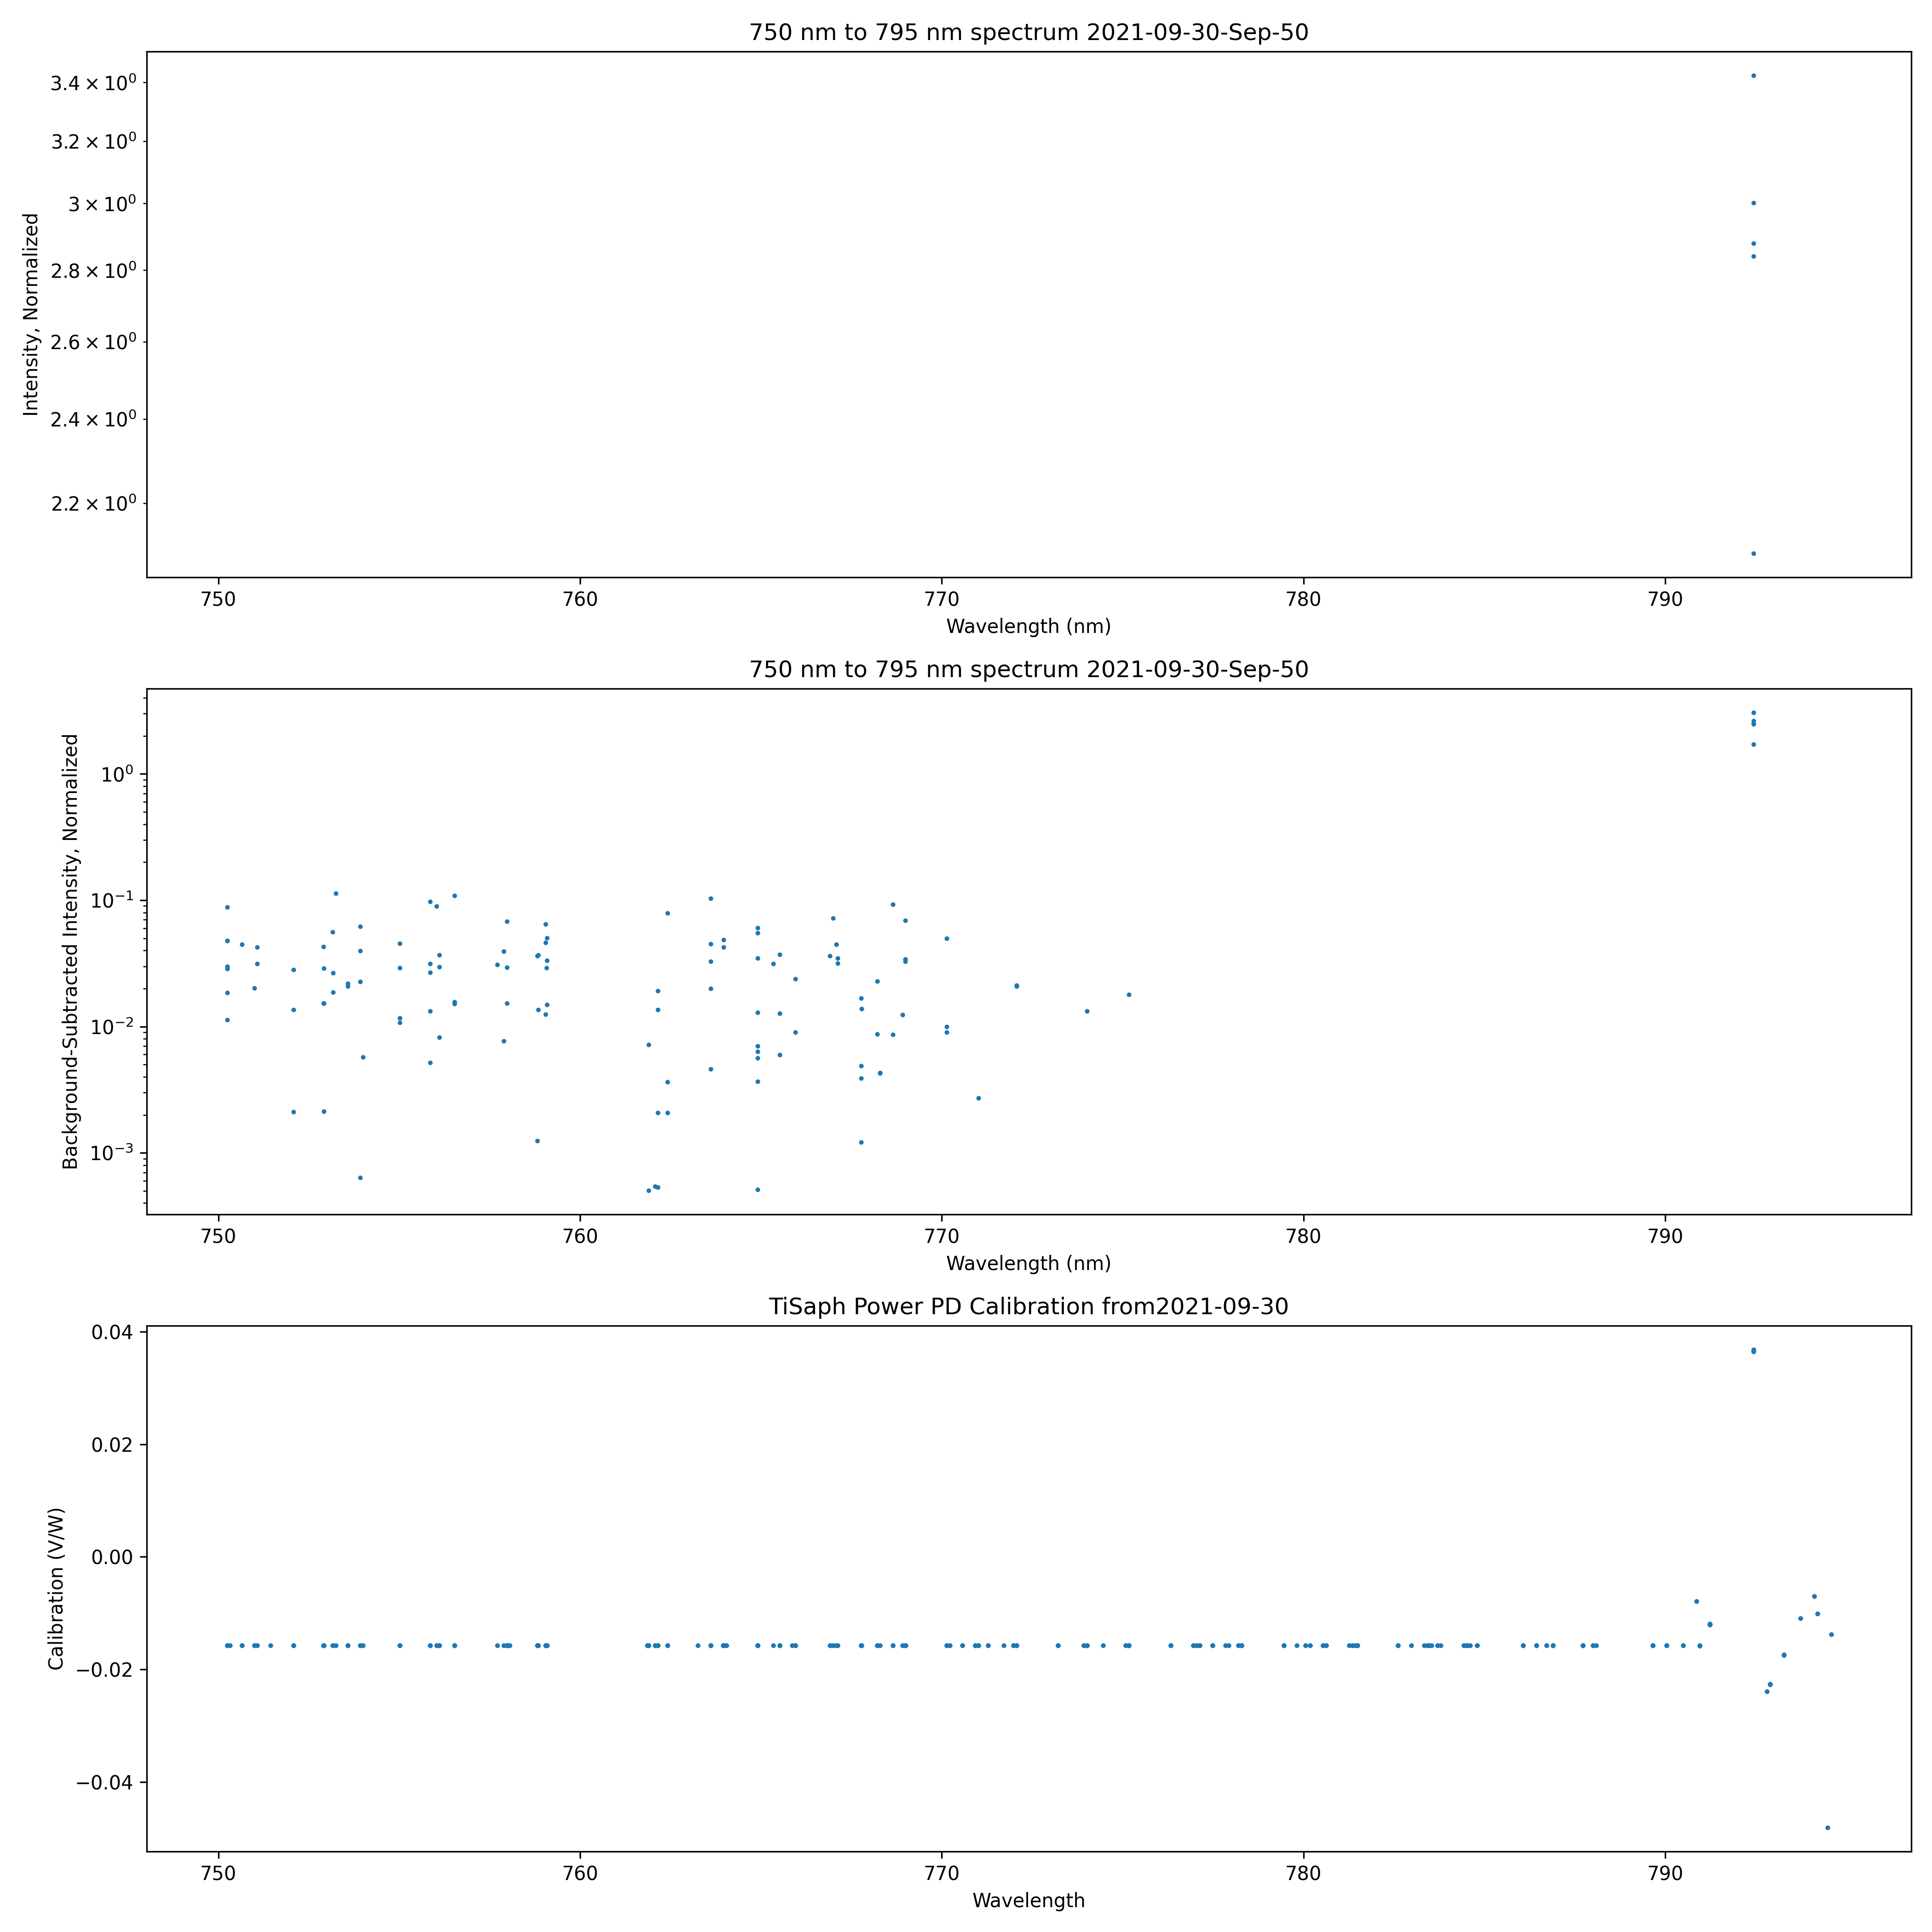 750 nm to 795 nm spectrum 2021-09-30-Sep-50
3.4 × 10⁰
3.2 × 10⁰
3 × 10⁰
2.8 × 10⁰
2.6 × 10⁰
2.4 × 10⁰
2.2 × 10⁰
Intensity, Normalized
750 760 770 780 790
Wavelength (nm)
750 nm to 795 nm spectrum 2021-09-30-Sep-50
10⁰
10⁻¹
10⁻²
10⁻³
Background-Subtracted Intensity, Normalized
750 760 770 780 790
Wavelength (nm)
TiSaph Power PD Calibration from2021-09-30
0.04
0.02
0.00
−0.02
−0.04
Calibration (V/W)
750 760 770 780 790
Wavelength